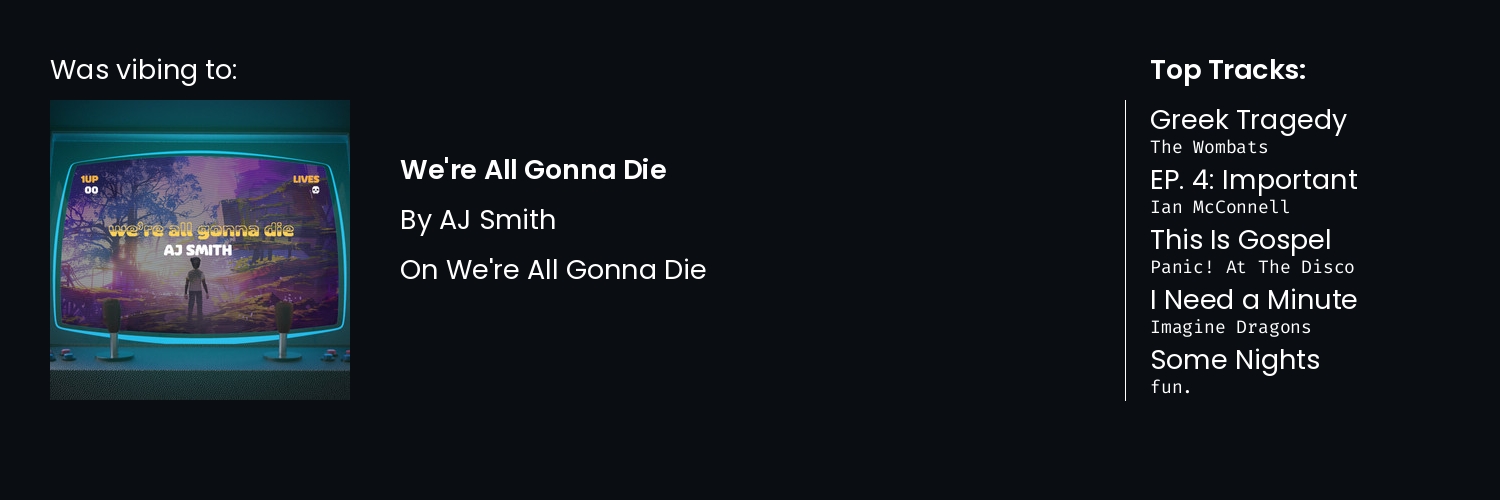 Was vibing to:
1UP
00
LIVES
we're all gonna die
AJ SMITH
We're All Gonna Die
By AJ Smith
On We're All Gonna Die
Top Tracks:
Greek Tragedy
The Wombats
EP. 4: Important
Ian McConnell
This Is Gospel
Panic! At The Disco
I Need a Minute
Imagine Dragons
Some Nights
fun.